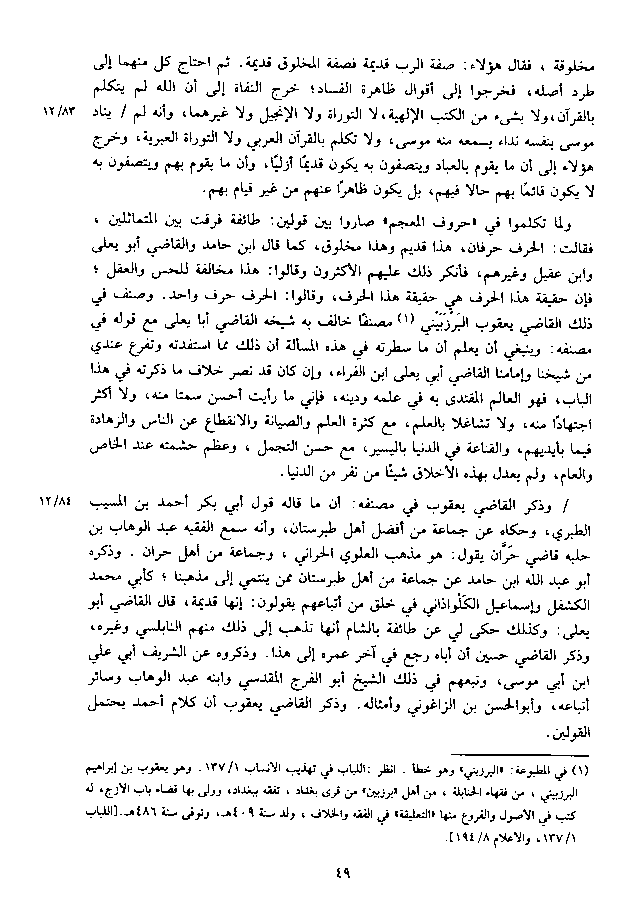 مخلوقة ، فقال هؤلاء: صفة الرب قديمة فصفة المخلوق قديمة. ثم احتاج كل منهما إلى
طرد أصله، فخرجوا إلى أقوال ظاهرة الفساد؛ خرج النفاة إلى أن الله لم يتكلم
بالقرآن،ولا بشىء من الكتب الإلهية،لا التوراة ولا الإنجيل ولا غيرهما، وأنه لم / يناد ١٢/٨٣
موسى بنفسه نداء يسمعه منه موسى، ولا تكلم بالقرآن العربي ولا التوراة العبرية، وخرج
هؤلاء إلى أن ما يقوم بالعباد ويتصفون به يكون قديمًا أزليًا، وأن ما يقوم بهم ويتصفون به
لا يكون قائمًا بهم حالا فيهم، بل يكون ظاهرًا عنهم من غير قيام بهم.
ولما تكلموا في «حروف المعجم» صاروا بين قولين: طائفة فرقت بين المتماثلين ،
فقالت: الحرف حرفان، هذا قديم وهذا مخلوق، كما قال ابن حامد والقاضي أبو يعلى
وابن عقيل وغيرهم، فأنكر ذلك عليهم الأكثرون وقالوا: هذا مخالفة للحس والعقل ؛
فإن حقيقة هذا الحرف هي حقيقة هذا الحرف، وقالوا: الحرف حرف واحد. وصنف في
ذلك القاضي يعقوب البَرْزَبَيْني (١) مصنفًا خالف به شيخه القاضي أبا يعلى مع قوله في
مصنفه: وينبغي أن يعلم أن ما سطرته في هذه المسألة أن ذلك مما استفدته وتفرع عندي
من شيخنا وإمامنا القاضي أبي يعلى ابن الفراء، وإن كان قد نصر خلاف ما ذكرته في هذا
الباب، فهو العالم المقتدى به في علمه ودينه، فإني ما رأيت أحسن سمتًا منه، ولا أكثر
اجتهادًا منه، ولا تشاغلا بالعلم، مع كثرة العلم والصيانة والانقطاع عن الناس والزهادة
فيما بأيديهم، والقناعة في الدنيا باليسير، مع حسن التجمل ، وعظم حشمته عند الخاص
والعام، ولم يعدل بهذه الأخلاق شيئًا من نفر من الدنيا.
/ وذكر القاضي يعقوب في مصنفه: أن ما قاله قول أبي بكر أحمد بن المسيب ١٢/٨٤
الطبري، وحكاه عن جماعة من أفضل أهل طبرستان، وأنه سمع الفقيه عبد الوهاب بن
حلبه قاضي حَرَّان يقول: هو مذهب العلوي الحراني ، وجماعة من أهل حران . وذكره
أبو عبد الله ابن حامد عن جماعة من أهل طبرستان ممن ينتمي إلى مذهبنا ؛ كأبي محمد
الكشفل وإسماعيل الكَلْوَاذاني في خلق من أتباعهم يقولون: إنها قديمة، قال القاضي أبو
يعلى: وكذلك حكى لي عن طائفة بالشام أنها تذهب إلى ذلك منهم النابلسي وغيره،
وذكر القاضي حسين أن أباه رجع في آخر عمره إلى هذا. وذكروه عن الشريف أبي علي
ابن أبي موسى، وتبعهم في ذلك الشيخ أبو الفرج المقدسي وابنه عبد الوهاب وسائر
أتباعه، وأبوالحسن بن الزاغوني وأمثاله. وذكر القاضي يعقوب أن كلام أحمد يحتمل
القولين.
(١) في المطبوعة: «البرزيني» وهو خطأ . انظر :اللباب في تهذيب الأنساب ١٣٧/١. وهو يعقوب بن إبراهيم
البرزبيني ، من فقهاء الحنابلة ، من أهل «برزبين» من قرى بغداد ، تفقه ببغداد، وولى بها قضاء باب الأزج، له
كتب في الأصول والفروع منها «التعليقة» في الفقه والخلاف ، ولد سنة ٤٠٩هـ، وتوفى سنة ٤٨٦هـ.[اللباب
١٣٧/١، والأعلام ١٩٤/٨].
٤٩